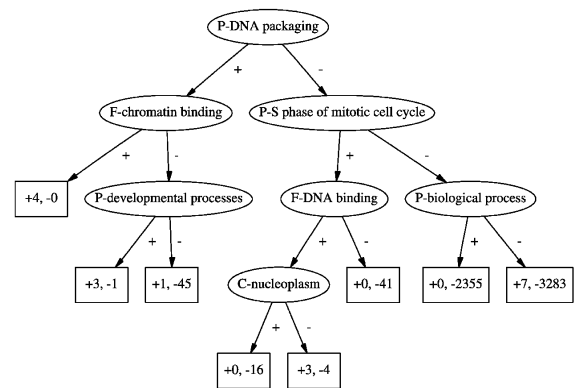 P-DNA packaging
+ -
F-chromatin binding P-S phase of mitotic cell cycle
+ - + -
+4, -0 P-developmental processes F-DNA binding P-biological process
+ - + - + -
+3, -1 +1, -45 C-nucleoplasm +0, -41 +0, -2355 +7, -3283
+ -
+0, -16 +3, -4